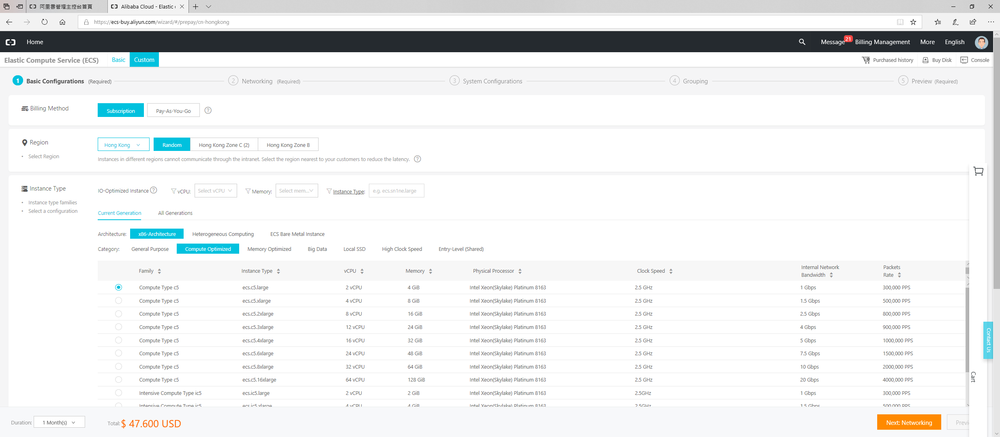 阿里雲管理主控台首頁
Alibaba Cloud - Elastic
https://ecs-buy.aliyun.com/wizard/#/prepay/cn-hongkong
Home
Message 21 Billing Management More English
Elastic Compute Service (ECS) Basic Custom
Purchased history Buy Disk Console
1 Basic Configurations (Required) 2 Networking (Required) 3 System Configurations 4 Grouping 5 Preview (Required)
Billing Method Subscription Pay-As-You-Go ?
Region Hong Kong Random Hong Kong Zone C (2) Hong Kong Zone B
• Select Region
Instances in different regions cannot communicate through the intranet. Select the region nearest to your customers to reduce the latency. ?
Instance Type
• Instance type families
• Select a configuration
IO-Optimized Instance ? vCPU: Select vCPU Memory: Select mem... Instance Type: e.g. ecs.sn1ne.large
Current Generation All Generations
Architecture: x86-Architecture Heterogeneous Computing ECS Bare Metal Instance
Category: General Purpose Compute Optimized Memory Optimized Big Data Local SSD High Clock Speed Entry-Level (Shared)
Family Instance Type vCPU Memory Physical Processor Clock Speed Internal Network Bandwidth Packets Rate
Compute Type c5 ecs.c5.large 2 vCPU 4 GiB Intel Xeon(Skylake) Platinum 8163 2.5 GHz 1 Gbps 300,000 PPS
Compute Type c5 ecs.c5.xlarge 4 vCPU 8 GiB Intel Xeon(Skylake) Platinum 8163 2.5 GHz 1.5 Gbps 500,000 PPS
Compute Type c5 ecs.c5.2xlarge 8 vCPU 16 GiB Intel Xeon(Skylake) Platinum 8163 2.5 GHz 2.5 Gbps 800,000 PPS
Compute Type c5 ecs.c5.3xlarge 12 vCPU 24 GiB Intel Xeon(Skylake) Platinum 8163 2.5 GHz 4 Gbps 900,000 PPS
Compute Type c5 ecs.c5.4xlarge 16 vCPU 32 GiB Intel Xeon(Skylake) Platinum 8163 2.5 GHz 5 Gbps 1000,000 PPS
Compute Type c5 ecs.c5.6xlarge 24 vCPU 48 GiB Intel Xeon(Skylake) Platinum 8163 2.5 GHz 7.5 Gbps 1500,000 PPS
Compute Type c5 ecs.c5.8xlarge 32 vCPU 64 GiB Intel Xeon(Skylake) Platinum 8163 2.5 GHz 10 Gbps 2000,000 PPS
Compute Type c5 ecs.c5.16xlarge 64 vCPU 128 GiB Intel Xeon(Skylake) Platinum 8163 2.5 GHz 20 Gbps 4000,000 PPS
Intensive Compute Type ic5 ecs.ic5.large 2 vCPU 2 GiB Intel Xeon(Skylake) Platinum 8163 2.5GHz 1 Gbps 300,000 PPS
Intensive Compute Type ic5 ecs.ic5.xlarge 4 vCPU 4 GiB Intel Xeon(Skylake) Platinum 8163 2.5GHz 1.5 Gbps 500,000 PPS
Contact Us
Cart
Duration: 1 Month(s) Total: $ 47.600 USD
Next: Networking